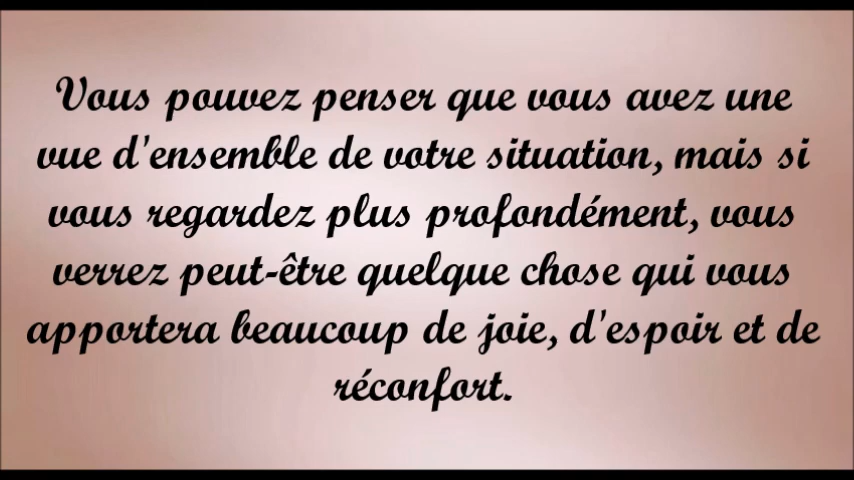 Vous pouvez penser que vous avez une
vue d'ensemble de votre situation, mais si
vous regardez plus profondément, vous
verrez peut-être quelque chose qui vous
apportera beaucoup de joie, d'espoir et de
réconfort.